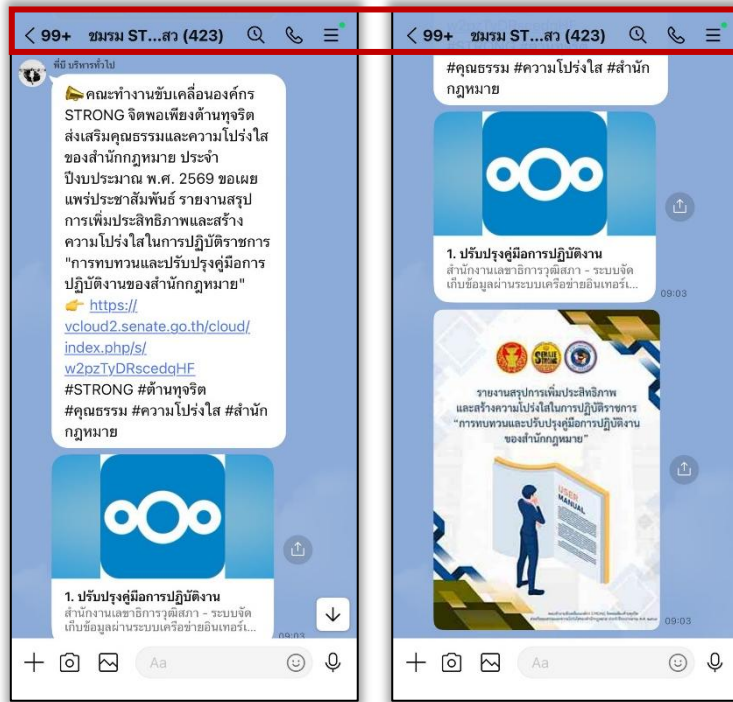 99+ ชมรม ST...สว (423)
พี่บี บริหารทั่วไป
คณะทำงานขับเคลื่อนองค์กร
STRONG จิตพอเพียงต้านทุจริต
ส่งเสริมคุณธรรมและความโปร่งใส
ของสำนักกฎหมาย ประจำ
ปีงบประมาณ พ.ศ. 2569 ขอเผย
แพร่ประชาสัมพันธ์ รายงานสรุป
การเพิ่มประสิทธิภาพและสร้าง
ความโปร่งใสในการปฏิบัติราชการ
"การทบทวนและปรับปรุงคู่มือการ
ปฏิบัติงานของสำนักกฎหมาย"
https://
vcloud2.senate.go.th/cloud/
index.php/s/
w2pzTyDRscedqHF
#STRONG #ต้านทุจริต
#คุณธรรม #ความโปร่งใส #สำนัก
กฎหมาย
1. ปรับปรุงคู่มือการปฏิบัติงาน
สำนักงานเลขาธิการวุฒิสภา - ระบบจัด
เก็บข้อมูลผ่านระบบเครือข่ายอินเทอร์เ...
09:03
Aa
99+ ชมรม ST...สว (423)
#คุณธรรม #ความโปร่งใส #สำนัก
กฎหมาย
1. ปรับปรุงคู่มือการปฏิบัติงาน
สำนักงานเลขาธิการวุฒิสภา - ระบบจัด
เก็บข้อมูลผ่านระบบเครือข่ายอินเทอร์เ...
09:03
รายงานสรุปการเพิ่มประสิทธิภาพ
และสร้างความโปร่งใสในการปฏิบัติราชการ
"การทบทวนและปรับปรุงคู่มือการปฏิบัติงาน
ของสำนักกฎหมาย"
USER
MANUAL
09:03
Aa